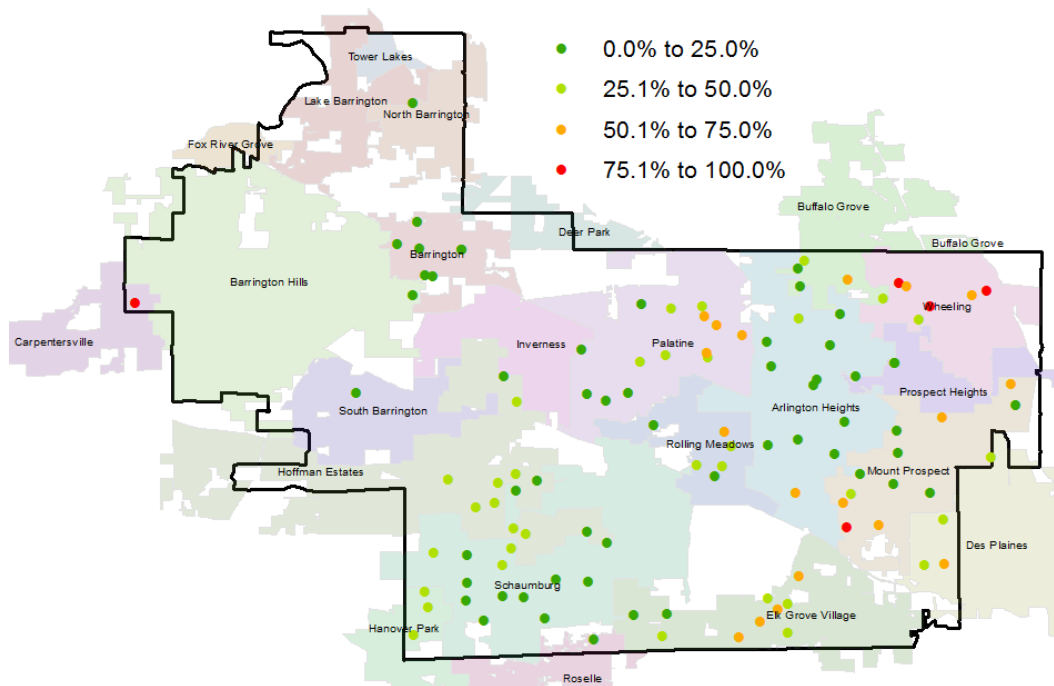 0.0% to 25.0%
Tower Lakes
25.1% to 50.0%
Lake Barrington
North Barrington
50.1% to 75.0%
Fox River Grove
75.1% to 100.0%
Buffalo Grove
Deer Park
Buffalo Grove
Barrington
Barrington Hills
Wheeling
Carpentersville
Inverness
Palatine
Prospect Heights
South Barrington
Arlington Heights
Rolling Meadows
Hoffman Estates
Mount Prospect
Des Plaines
Schaumburg
Elk Grove Village
Hanover Park
Roselle